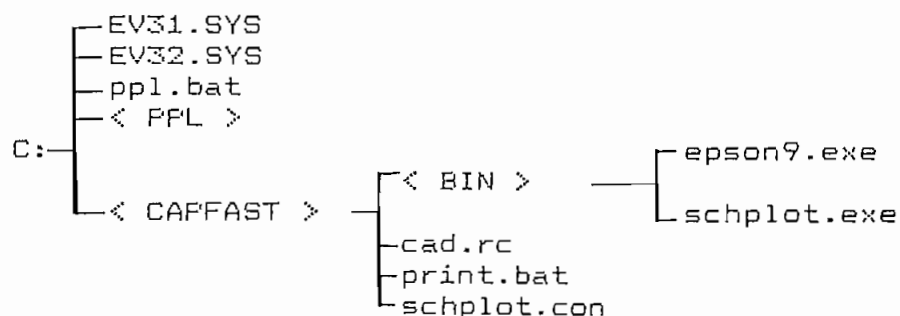 EV31.SYS
EV32.SYS
ppl.bat
< PPL >
C:
epson9.exe
< BIN >
schplot.exe
< CAPFAST >
cad.rc
print.bat
schplot.con